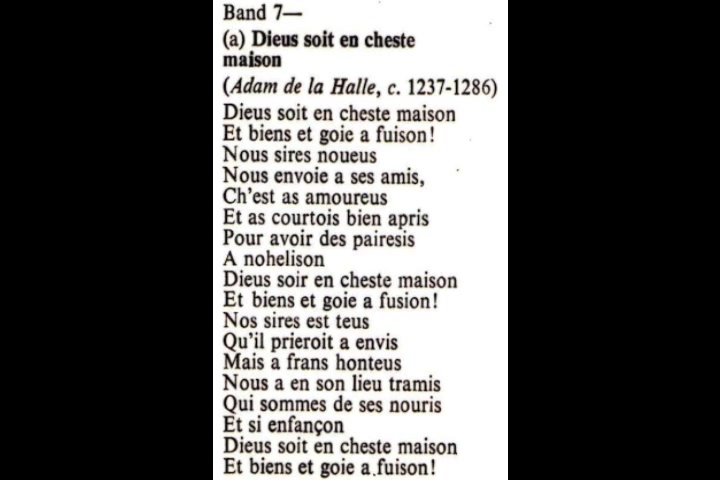 Band 7—
(a) Dieus soit en cheste
maison
(Adam de la Halle, c. 1237-1286)
Dieus soit en cheste maison
Et biens et goie a fuison!
Nous sires noueus
Nous envoie a ses amis,
Ch'est as amoureus
Et as courtois bien apris
Pour avoir des pairesis
A nohelison
Dieus soir en cheste maison
Et biens et goie a fusion!
Nos sires est teus
Qu'il prieroit a envis
Mais a frans honteus
Nous a en son lieu tramis
Qui sommes de ses nouris
Et si enfançon
Dieus soit en cheste maison
Et biens et goie a fuison!